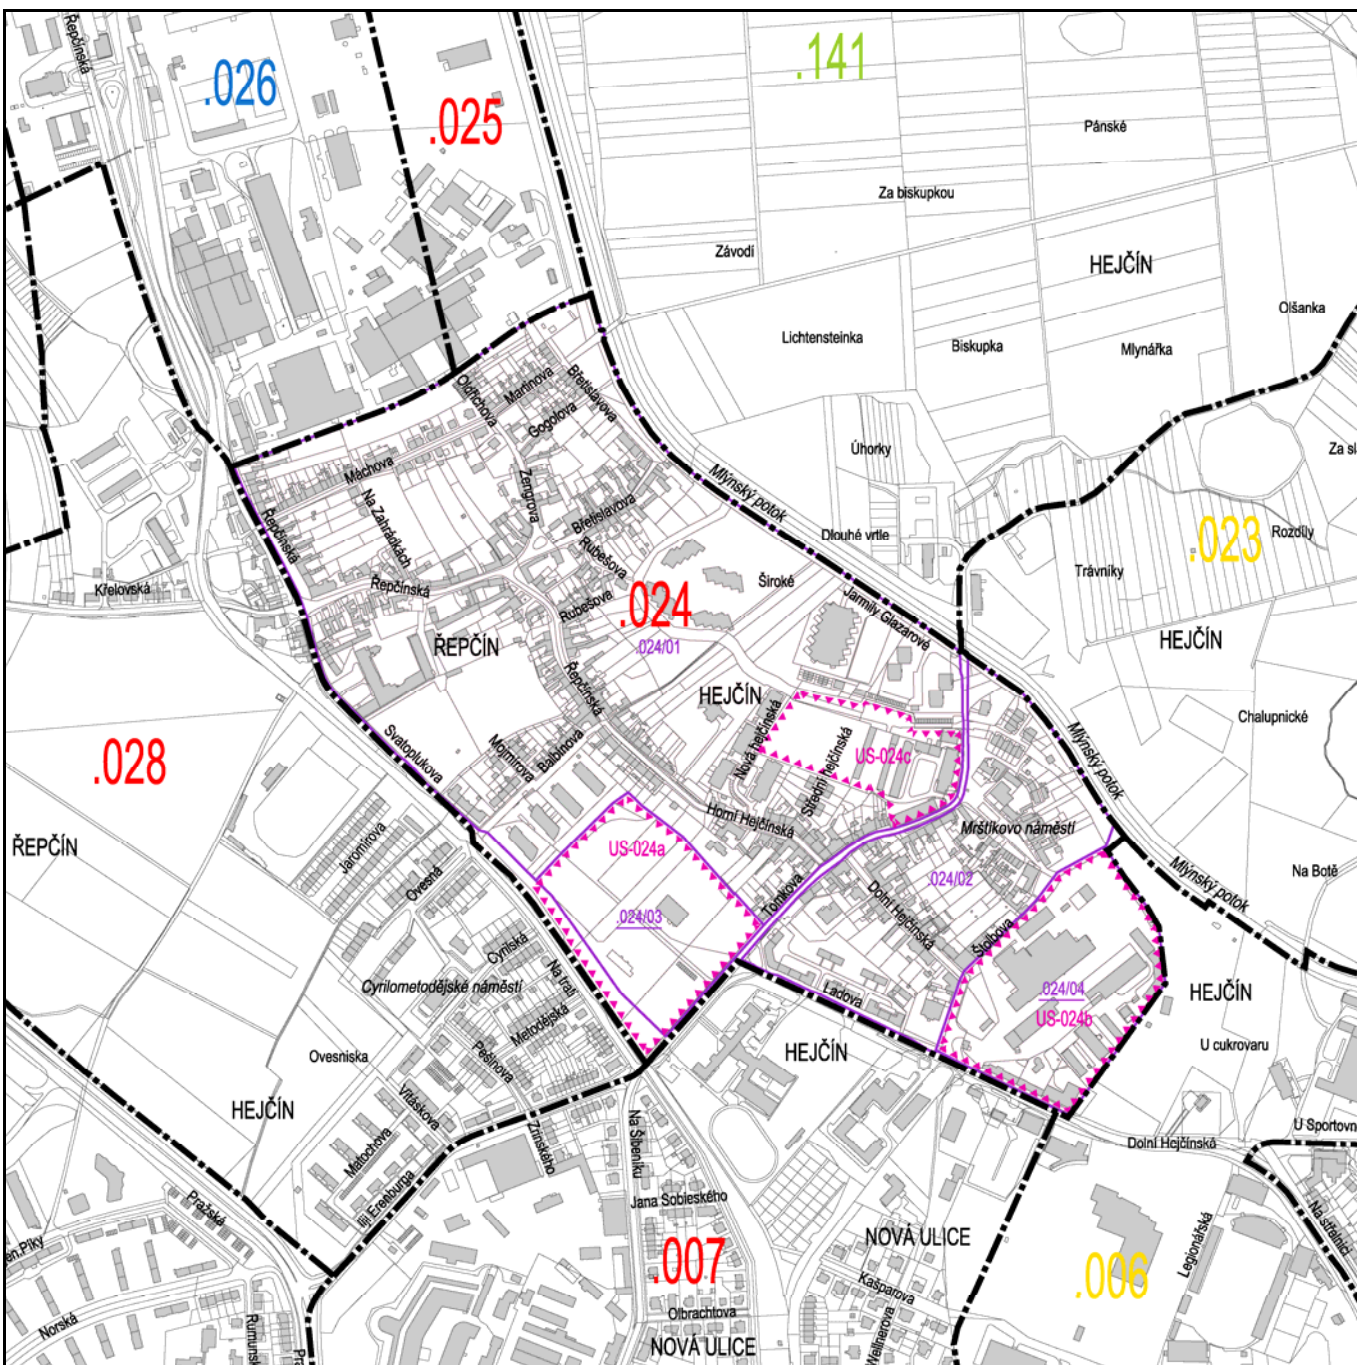 Řepčínská
.026
.025
.141
Pánské
Za biskupkou
Závodí
HEJČÍN
Olšanka
Lichtensteinka
Biskupka
Mlynářka
Oldřichova
Martinova
Břetislavova
Gogolova
Máchova
Zengrova
Na Zahrádkách
Úhorky
Mlýnský potok
Řepčínská
Břetislavova
Dlouhé vrtle
.023
Rozdíly
Křelovská
Řepčínská
Rubešova
Rubešova
.024
Široké
Trávníky
Jarmily Glazarové
ŘEPČÍN
.024/01
HEJČÍN
Řepčínská
HEJČÍN
Nová hejčínská
Střední hejčínská
US-024c
Chalupnické
.028
Svatoplukova
Mojmírova
Balbínova
Mlýnský potok
Horní Hejčínská
Mrštíkovo náměstí
ŘEPČÍN
Jaromírova
US-024a
Na Botě
Ovesná
.024/03
Tomkova
Dolní Hejčínská
.024/02
Mlýnský potok
Štolbova
Cyrilská
Cyrilometodějské náměstí
Na trati
Ladova
.024/04
US-024b
HEJČÍN
Metodějská
Pešinova
Ovesniska
HEJČÍN
U cukrovaru
HEJČÍN
Vitáskova
Matochova
Zrinského
Na Šibeníku
U Sportovn
Dolní Hejčínská
Ilji Erenburga
Pražská
Jana Sobieského
NOVÁ ULICE
Na střelnici
Legionářská
.007
.006
Kašparova
Olbrachtova
Norská
NOVÁ ULICE
Wellnerova